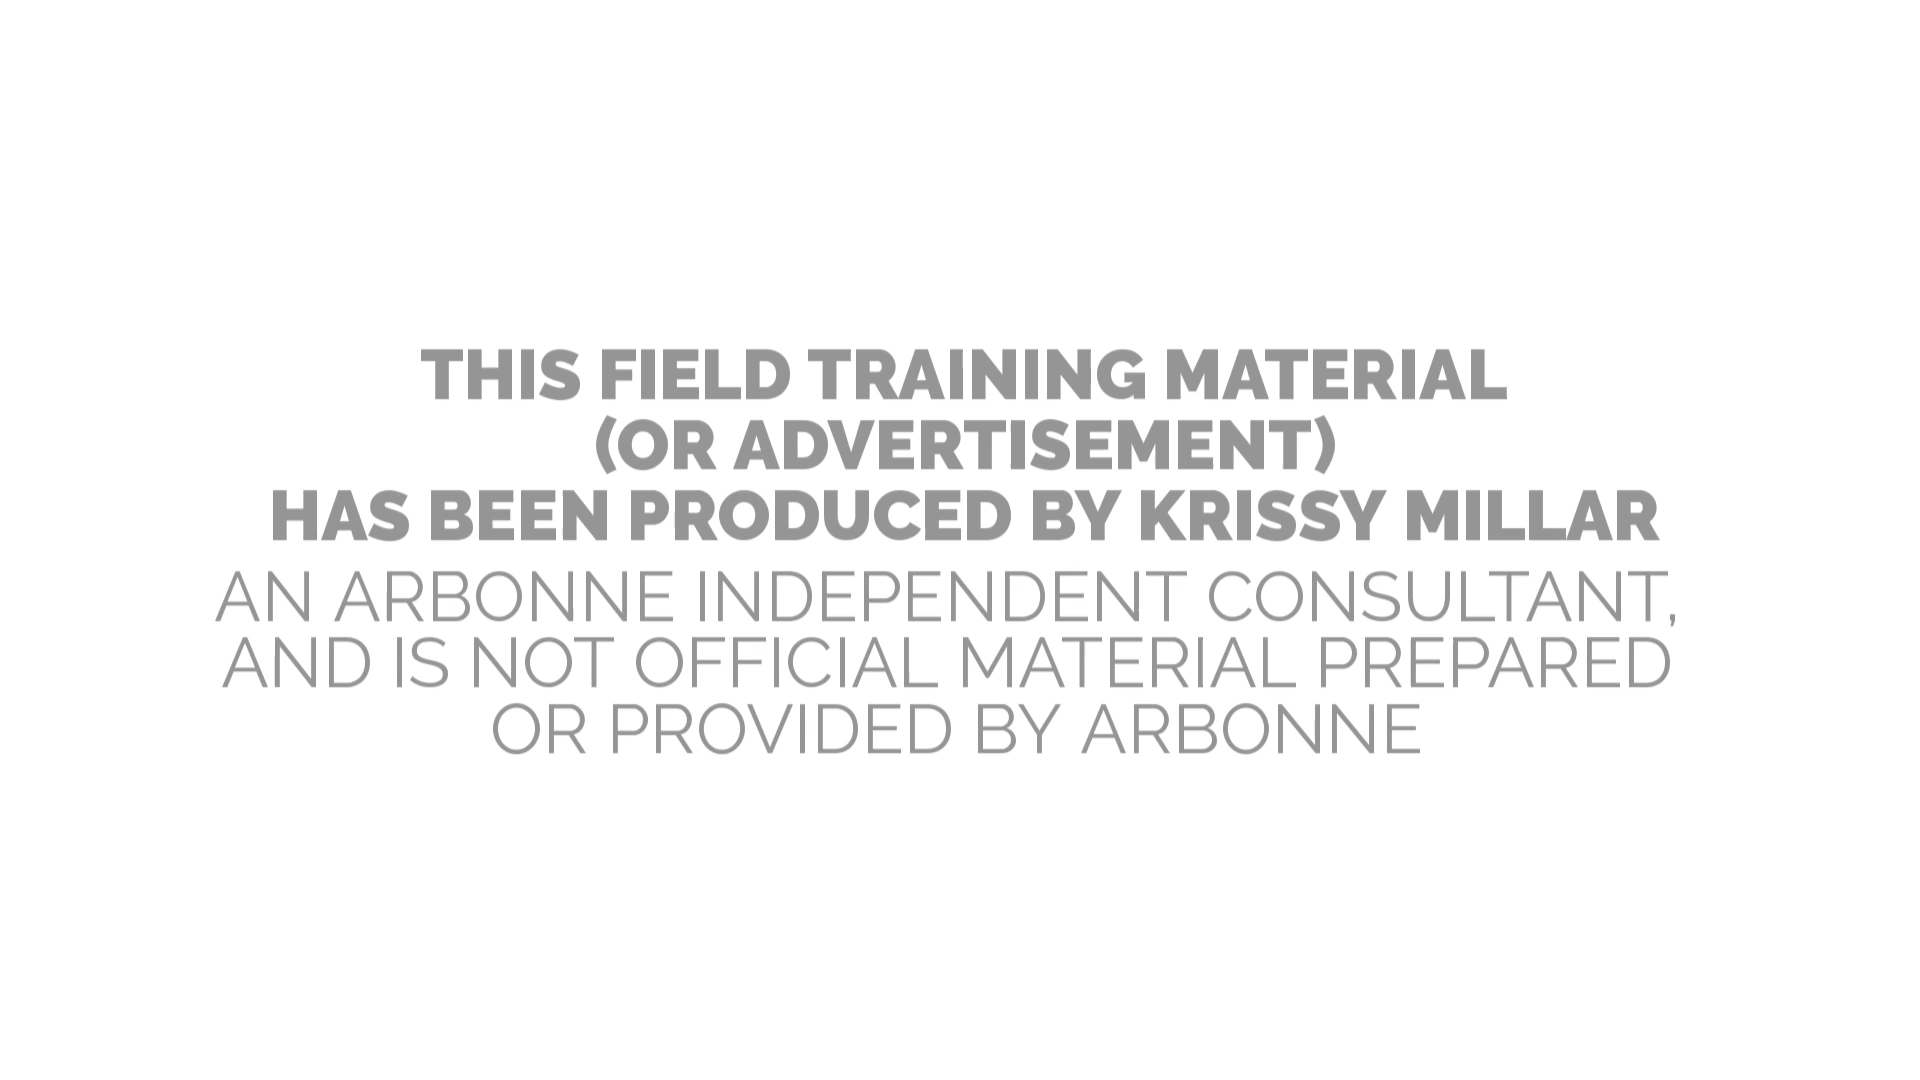 THIS FIELD TRAINING MATERIAL
(OR ADVERTISEMENT)
HAS BEEN PRODUCED BY KRISSY MILLAR
AN ARBONNE INDEPENDENT CONSULTANT,
AND IS NOT OFFICIAL MATERIAL PREPARED
OR PROVIDED BY ARBONNE